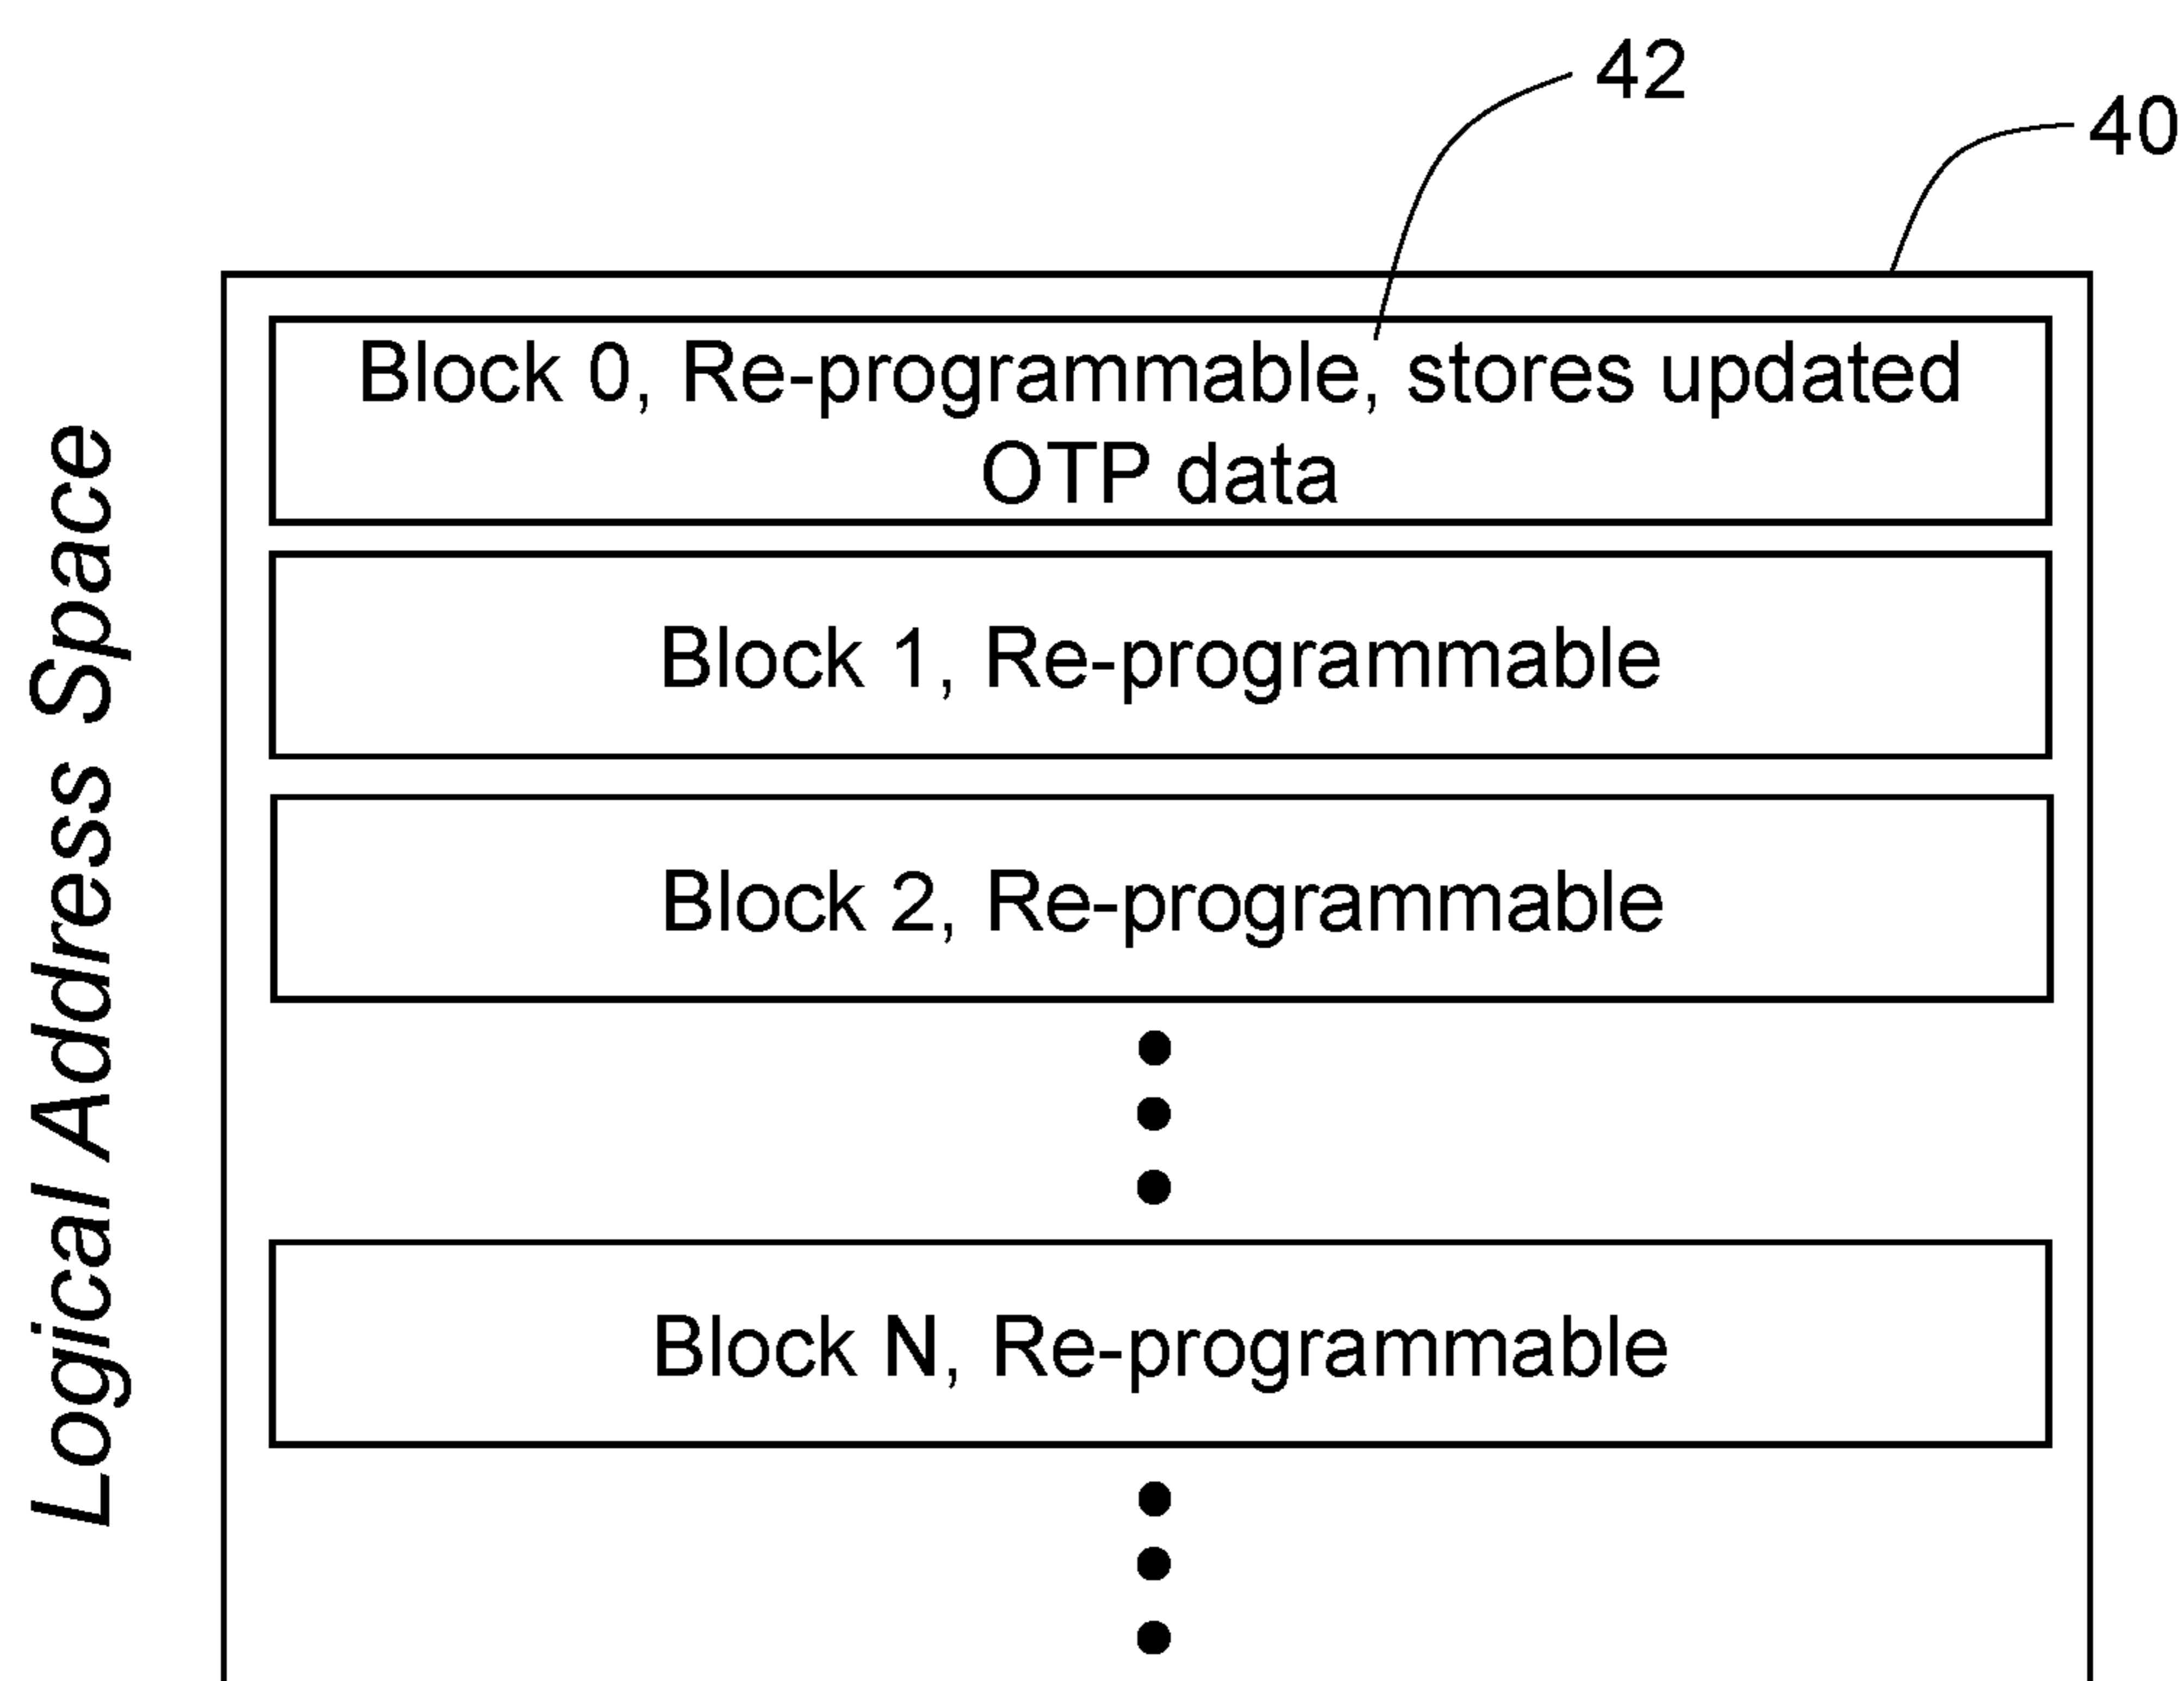 42
40
Block 0, Re-programmable, stores updated
OTP data
Block 1, Re-programmable
Block 2, Re-programmable
Block N, Re-programmable
Logical Address Space